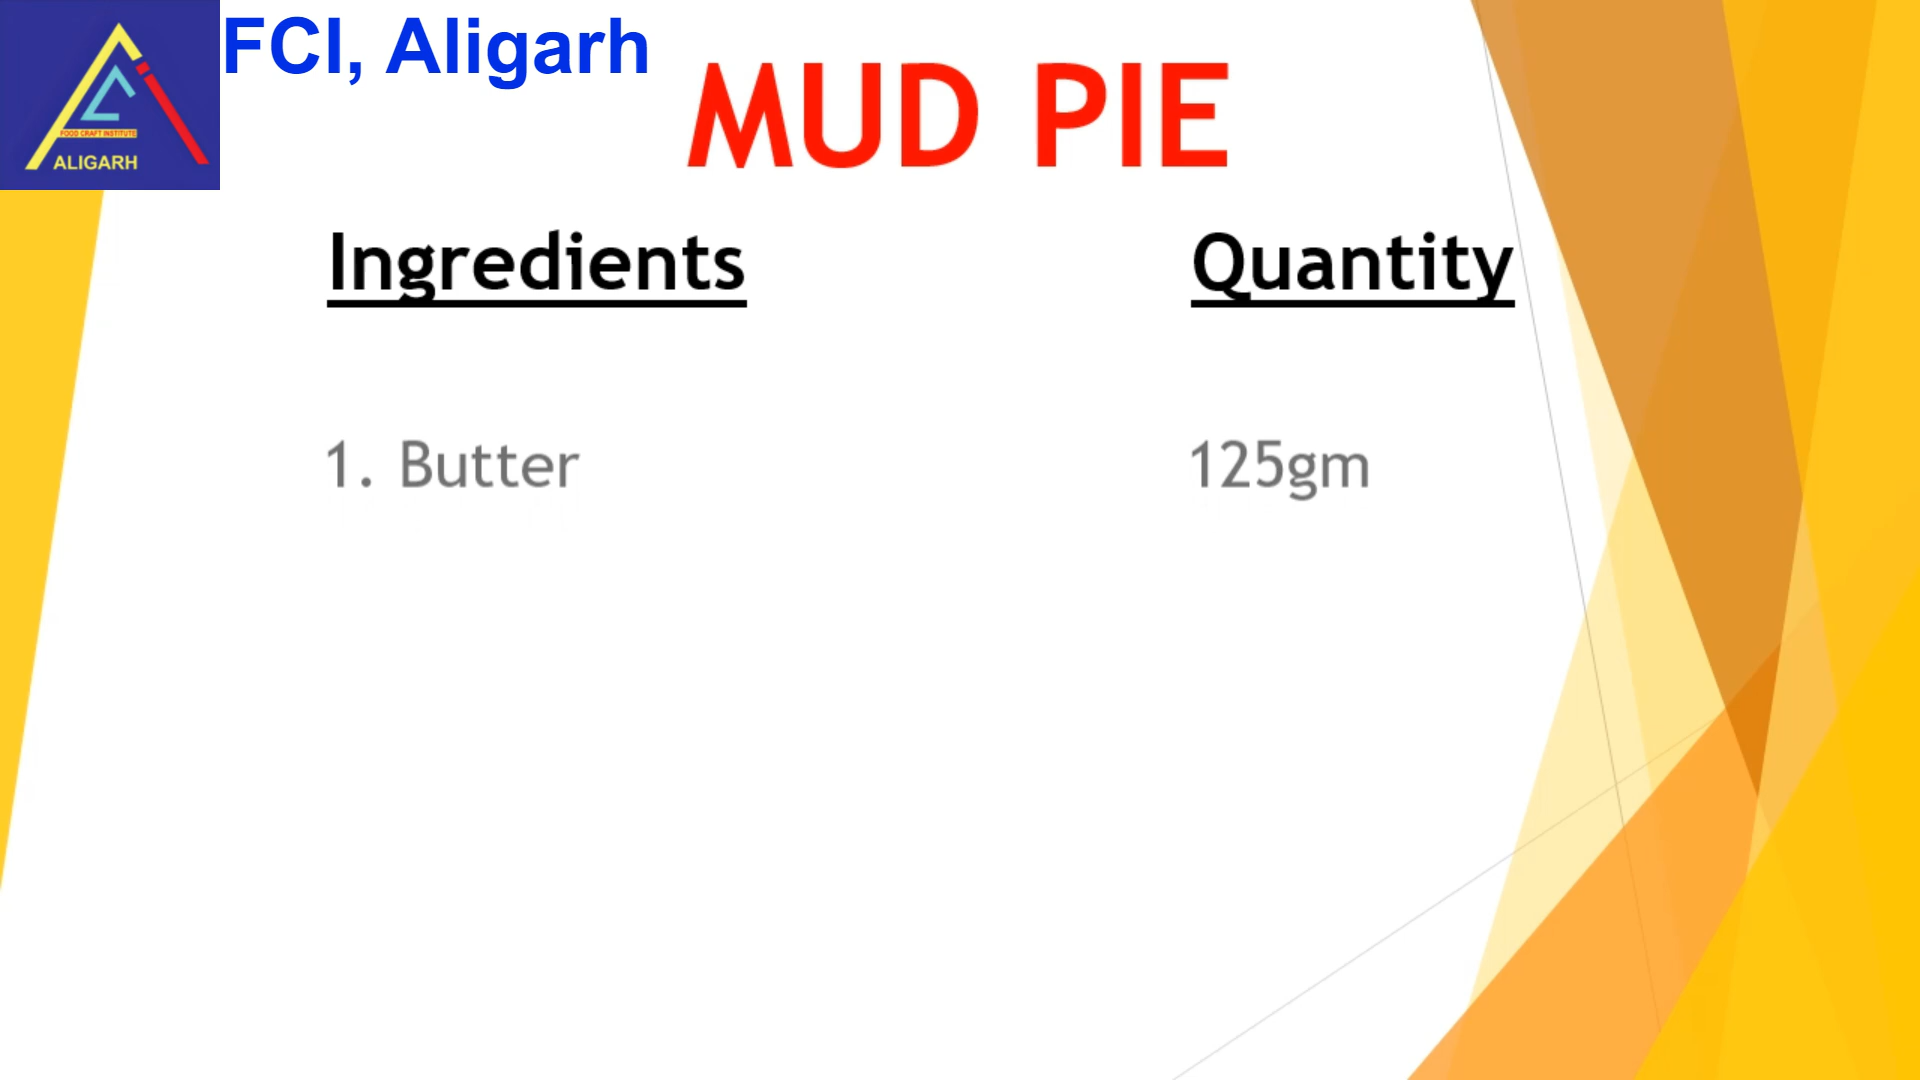 FCI, Aligarh
FOOD CRAFT INSTITUTE
ALIGARH
MUD PIE
Ingredients Quantity
1. Butter 125gm